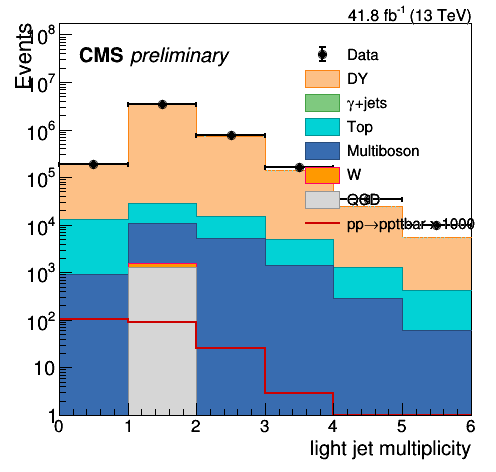 41.8 fb⁻¹ (13 TeV)
Events
CMS preliminary
Data
DY
γ+jets
Top
Multiboson
W
QCD
pp→ppttbar × 1000
10⁸
10⁷
10⁶
10⁵
10⁴
10³
10²
10
1
0 1 2 3 4 5 6
light jet multiplicity